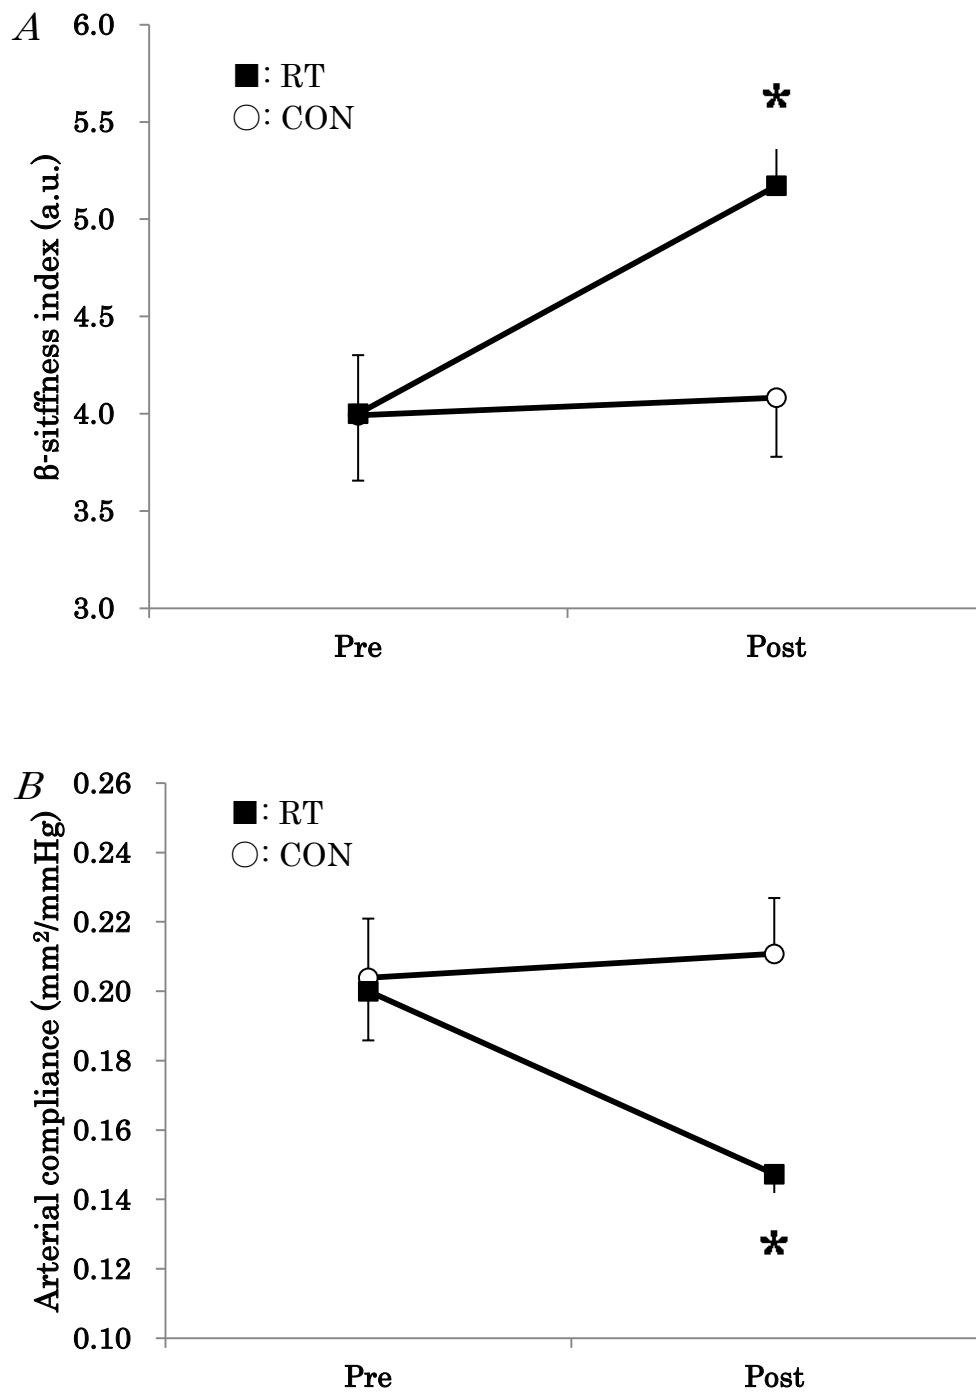 A
6.0
■: RT
○: CON
*
5.5
5.0
4.5
4.0
3.5
3.0
β-sitffness index (a.u.)
Pre Post
B
0.26
■: RT
○: CON
0.24
0.22
0.20
0.18
0.16
0.14
*
0.12
0.10
Arterial compliance (mm²/mmHg)
Pre Post